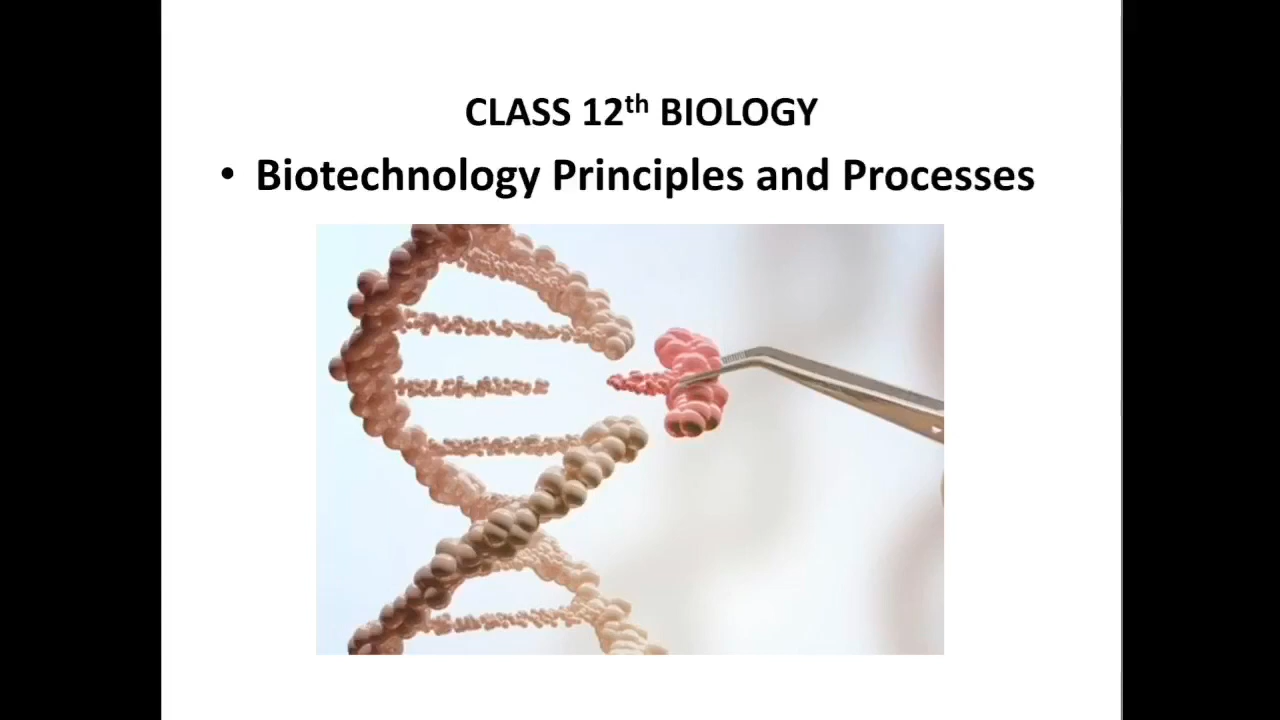 CLASS 12th BIOLOGY
• Biotechnology Principles and Processes